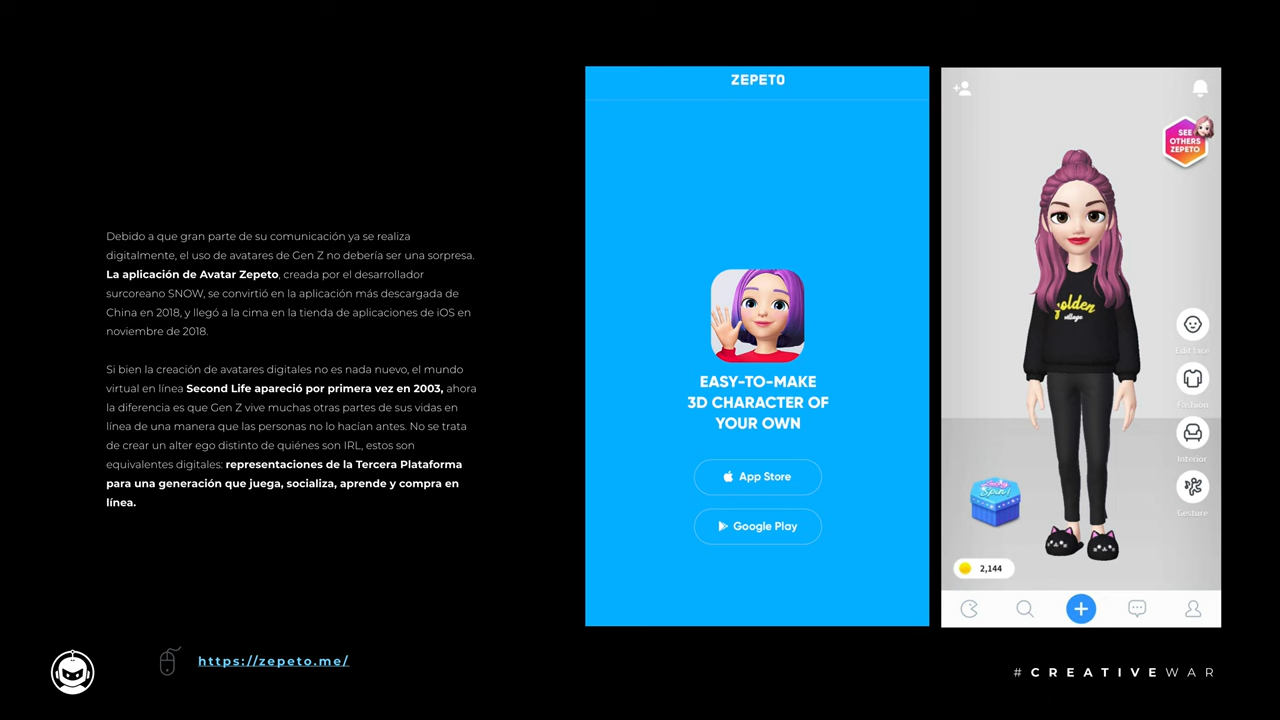 Debido a que gran parte de su comunicación ya se realiza
digitalmente, el uso de avatares de Gen Z no debería ser una sorpresa.
La aplicación de Avatar Zepeto, creada por el desarrollador
surcoreano SNOW, se convirtió en la aplicación más descargada de
China en 2018, y llegó a la cima en la tienda de aplicaciones de iOS en
noviembre de 2018.
Si bien la creación de avatares digitales no es nada nuevo, el mundo
virtual en línea Second Life apareció por primera vez en 2003, ahora
la diferencia es que Gen Z vive muchas otras partes de sus vidas en
línea de una manera que las personas no lo hacían antes. No se trata
de crear un alter ego distinto de quiénes son IRL, estos son
equivalentes digitales: representaciones de la Tercera Plataforma
para una generación que juega, socializa, aprende y compra en
línea.
https://zepeto.me/
ZEPETO
EASY-TO-MAKE
3D CHARACTER OF
YOUR OWN
App Store
Google Play
SEE
OTHERS
ZEPETO
golden
village
Edit face
Fashion
Interior
Gesture
Lucky
Spin!
2,144
#CREATIVEWAR